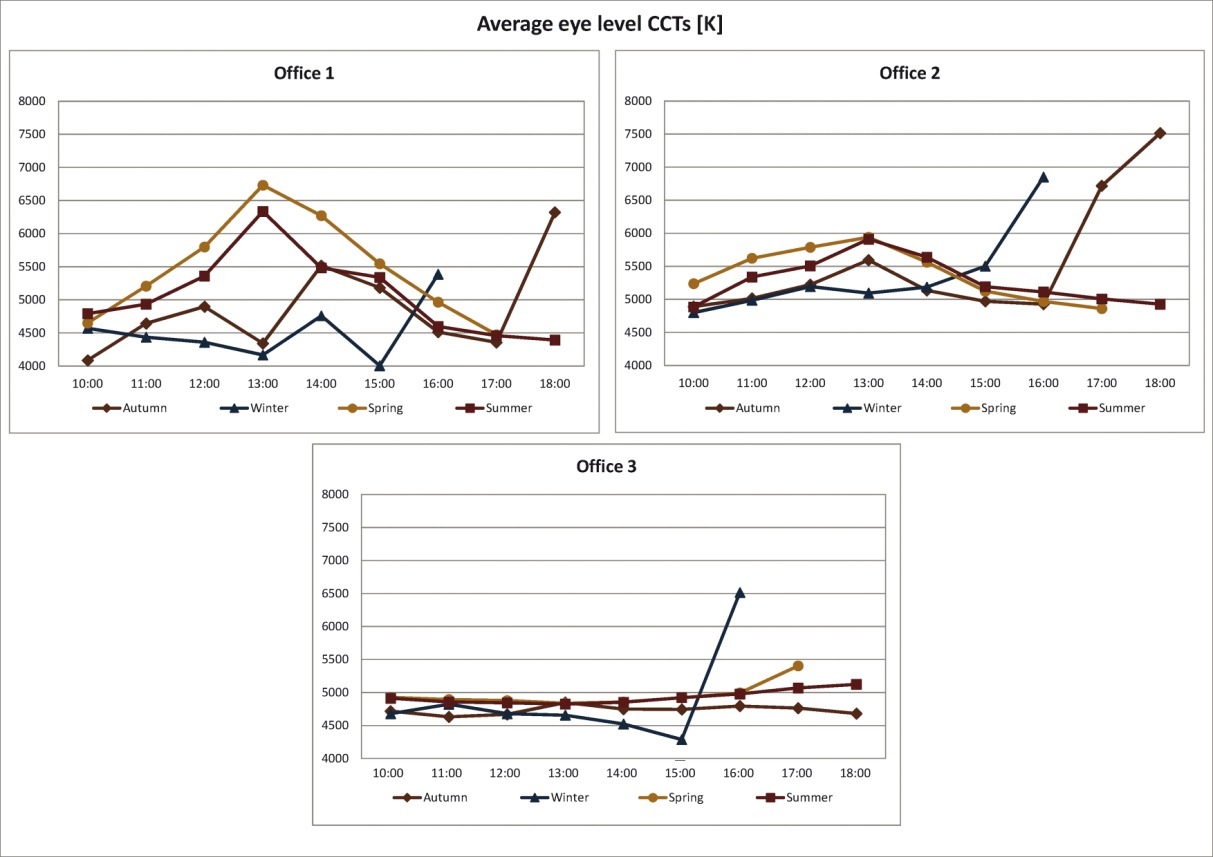 Average eye level CCTs [K]
Office 1
8000
7500
7000
6500
6000
5500
5000
4500
4000
10:00 11:00 12:00 13:00 14:00 15:00 16:00 17:00 18:00
Autumn Winter Spring Summer
Office 2
8000
7500
7000
6500
6000
5500
5000
4500
4000
10:00 11:00 12:00 13:00 14:00 15:00 16:00 17:00 18:00
Autumn Winter Spring Summer
Office 3
8000
7500
7000
6500
6000
5500
5000
4500
4000
10:00 11:00 12:00 13:00 14:00 15:00 16:00 17:00 18:00
Autumn Winter Spring Summer